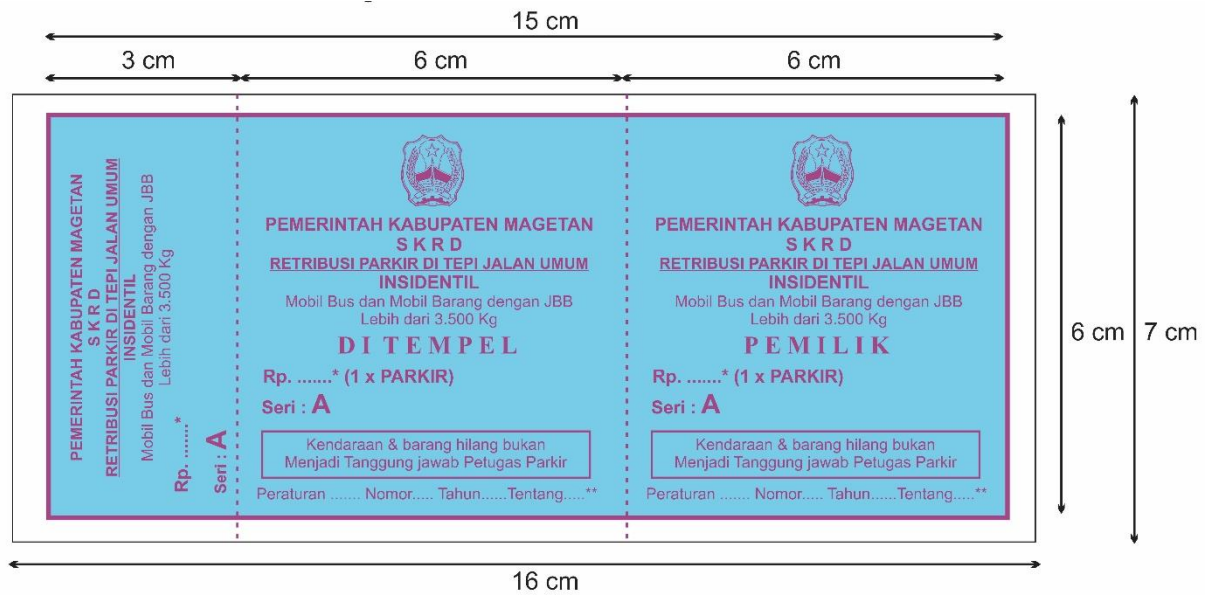 15 cm
3 cm
6 cm
6 cm
PEMERINTAH KABUPATEN MAGETAN
S K R D
RETRIBUSI PARKIR DI TEPI JALAN UMUM
INSIDENTIL
Mobil Bus dan Mobil Barang dengan JBB
Lebih dari 3.500 Kg
Rp. .......*
Seri : A
PEMERINTAH KABUPATEN MAGETAN
S K R D
RETRIBUSI PARKIR DI TEPI JALAN UMUM
INSIDENTIL
Mobil Bus dan Mobil Barang dengan JBB
Lebih dari 3.500 Kg
DI TEMPEL
Rp. .......* (1 x PARKIR)
Seri : A
Kendaraan & barang hilang bukan
Menjadi Tanggung jawab Petugas Parkir
Peraturan ....... Nomor..... Tahun......Tentang.....**
PEMERINTAH KABUPATEN MAGETAN
S K R D
RETRIBUSI PARKIR DI TEPI JALAN UMUM
INSIDENTIL
Mobil Bus dan Mobil Barang dengan JBB
Lebih dari 3.500 Kg
PEMILIK
Rp. .......* (1 x PARKIR)
Seri : A
Kendaraan & barang hilang bukan
Menjadi Tanggung jawab Petugas Parkir
Peraturan ....... Nomor..... Tahun......Tentang.....**
6 cm
7 cm
16 cm